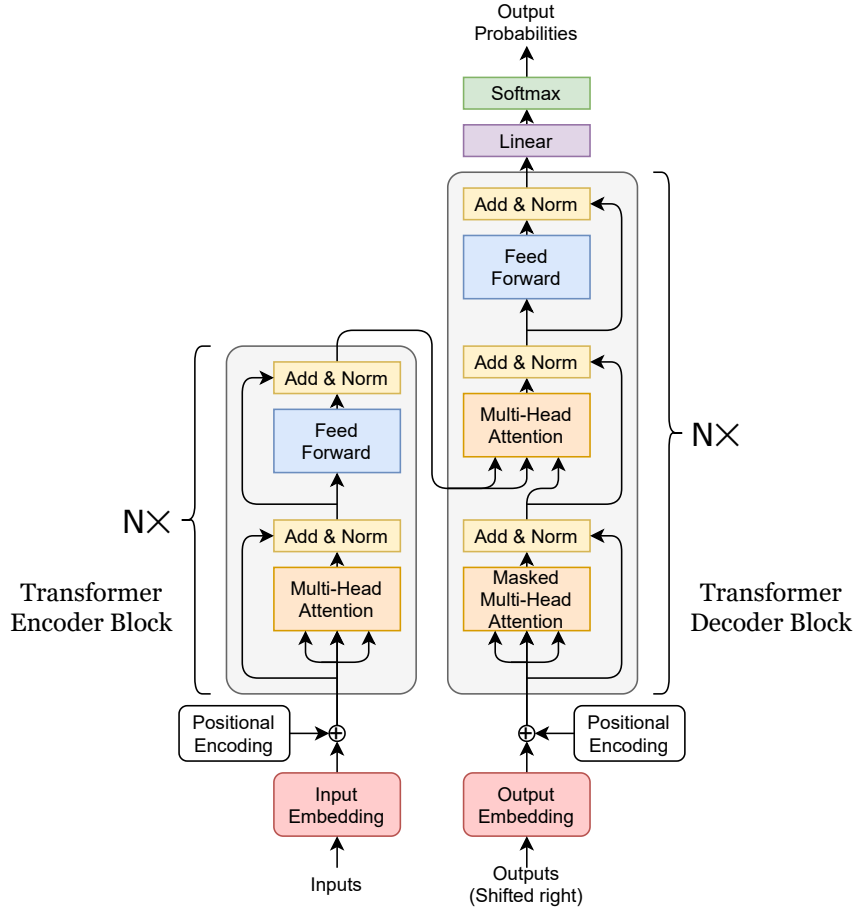 Output
Probabilities
Softmax
Linear
Add & Norm
Feed
Forward
Add & Norm
Multi-Head
Attention
Add & Norm
Masked
Multi-Head
Attention
N×
Transformer
Decoder Block
Add & Norm
Feed
Forward
Add & Norm
Multi-Head
Attention
N×
Transformer
Encoder Block
Positional
Encoding
+
Input
Embedding
Inputs
+
Positional
Encoding
Output
Embedding
Outputs
(Shifted right)